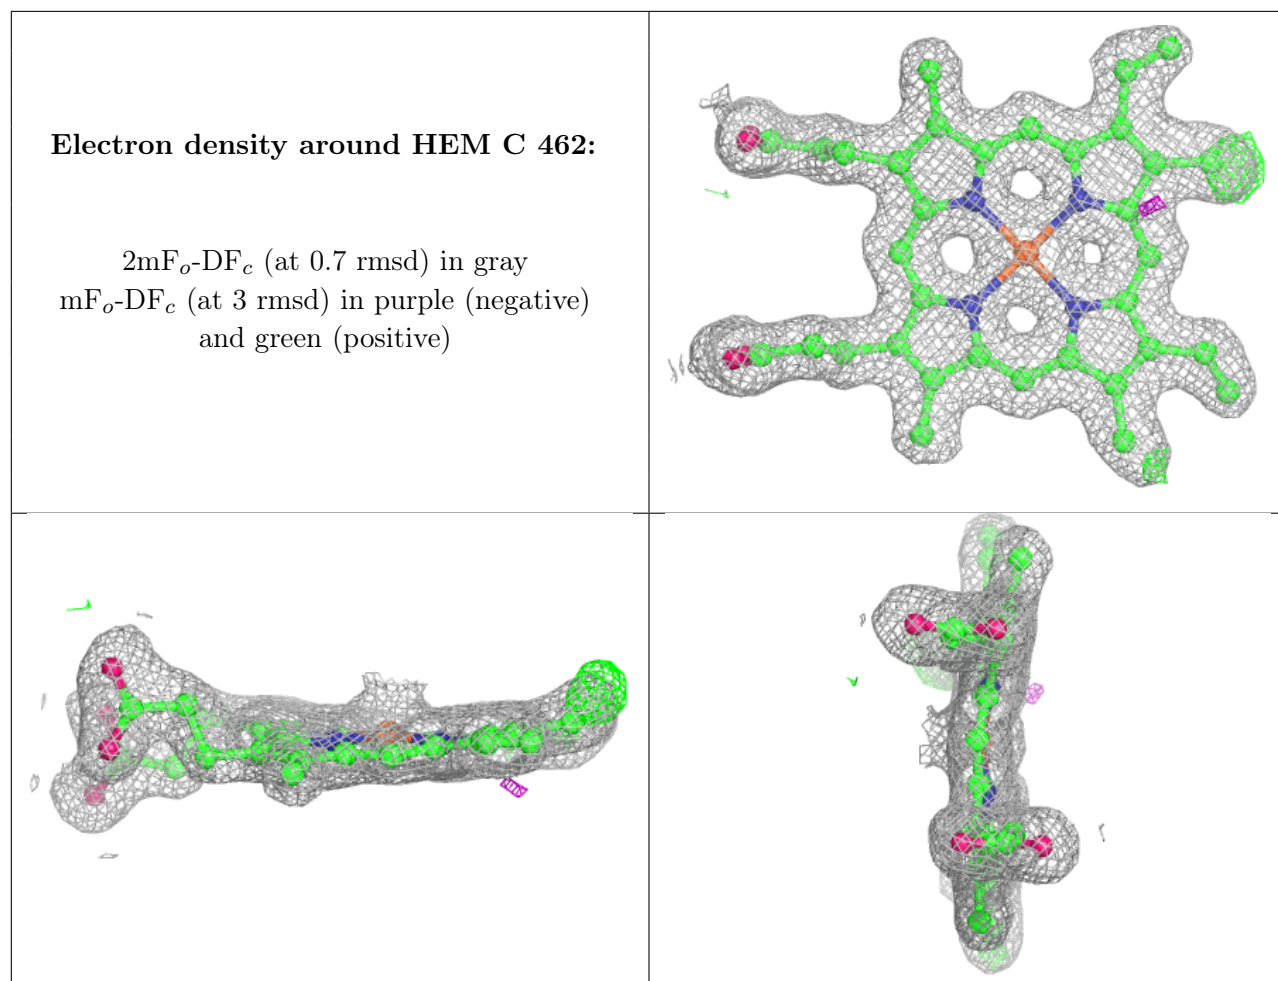 Electron density around HEM C 462:
2mFo-DFc (at 0.7 rmsd) in gray
mFo-DFc (at 3 rmsd) in purple (negative)
and green (positive)